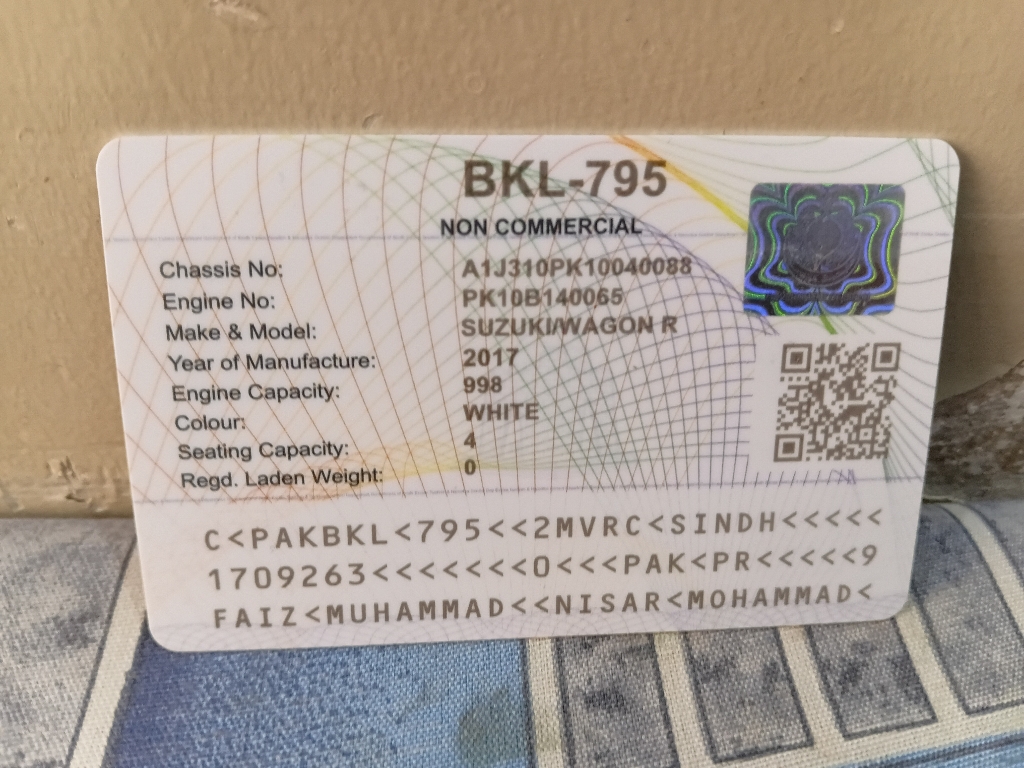 BKL-795
NON COMMERCIAL
Chassis No: A1J310PK10040088
Engine No: PK10B140065
Make & Model: SUZUKI/WAGON R
Year of Manufacture: 2017
Engine Capacity: 998
Colour: WHITE
Seating Capacity: 4
Regd. Laden Weight: 0
C<PAKBKL<795<<2MVRC<SINDH<<<<<
1709263<<<<<<<0<<<PAK<PR<<<<<9
FAIZ<MUHAMMAD<<NISAR<MOHAMMAD<